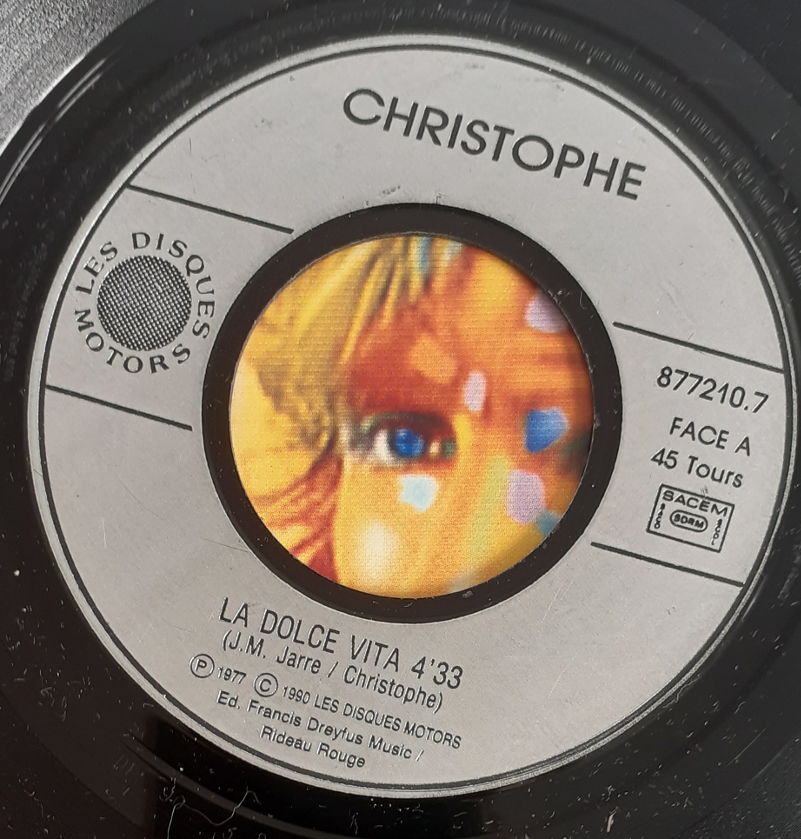 CHRISTOPHE
LES DISQUES
MOTORS
877210.7
FACE A
45 Tours
SACEM
SDRM
LA DOLCE VITA 4'33
(J.M. Jarre / Christophe)
Ⓟ 1977 © 1990 LES DISQUES MOTORS
Ed. Francis Dreyfus Music /
Rideau Rouge